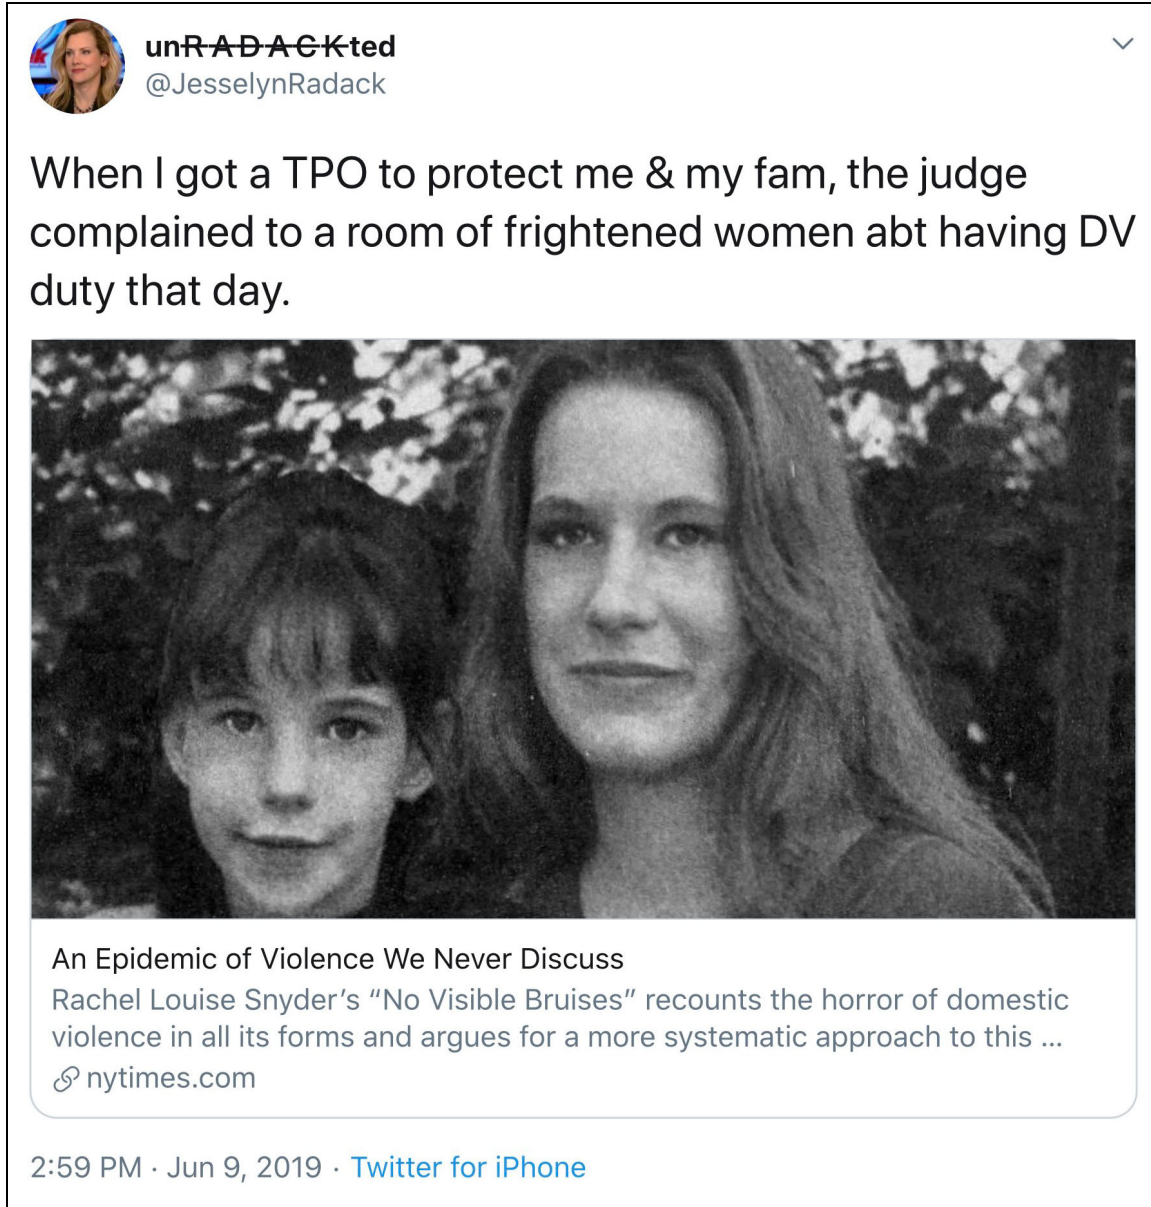 unRADACKted
@JesselynRadack
When I got a TPO to protect me & my fam, the judge
complained to a room of frightened women abt having DV
duty that day.
An Epidemic of Violence We Never Discuss
Rachel Louise Snyder’s “No Visible Bruises” recounts the horror of domestic
violence in all its forms and argues for a more systematic approach to this ...
nytimes.com
2:59 PM · Jun 9, 2019 · Twitter for iPhone